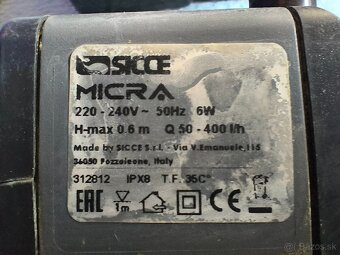 SICCE
MICRA
220 - 240V ~ 50Hz 6W
H-max 0.6 m Q 50 - 400 l/h
Made by SICCE S.r.l. - Via V.Emanuele,115
36050 Pozzoleone, Italy
312812 IPX8 T.F. 35C°
EAC 1m
bazos.sk